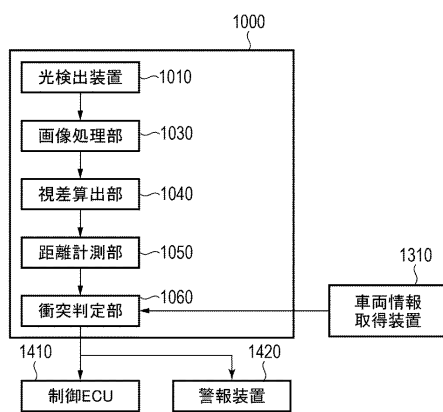 1000
光検出装置
1010
画像処理部
1030
視差算出部
1040
距離計測部
1050
衝突判定部
1060
1310
車両情報
取得装置
1410
制御ECU
1420
警報装置